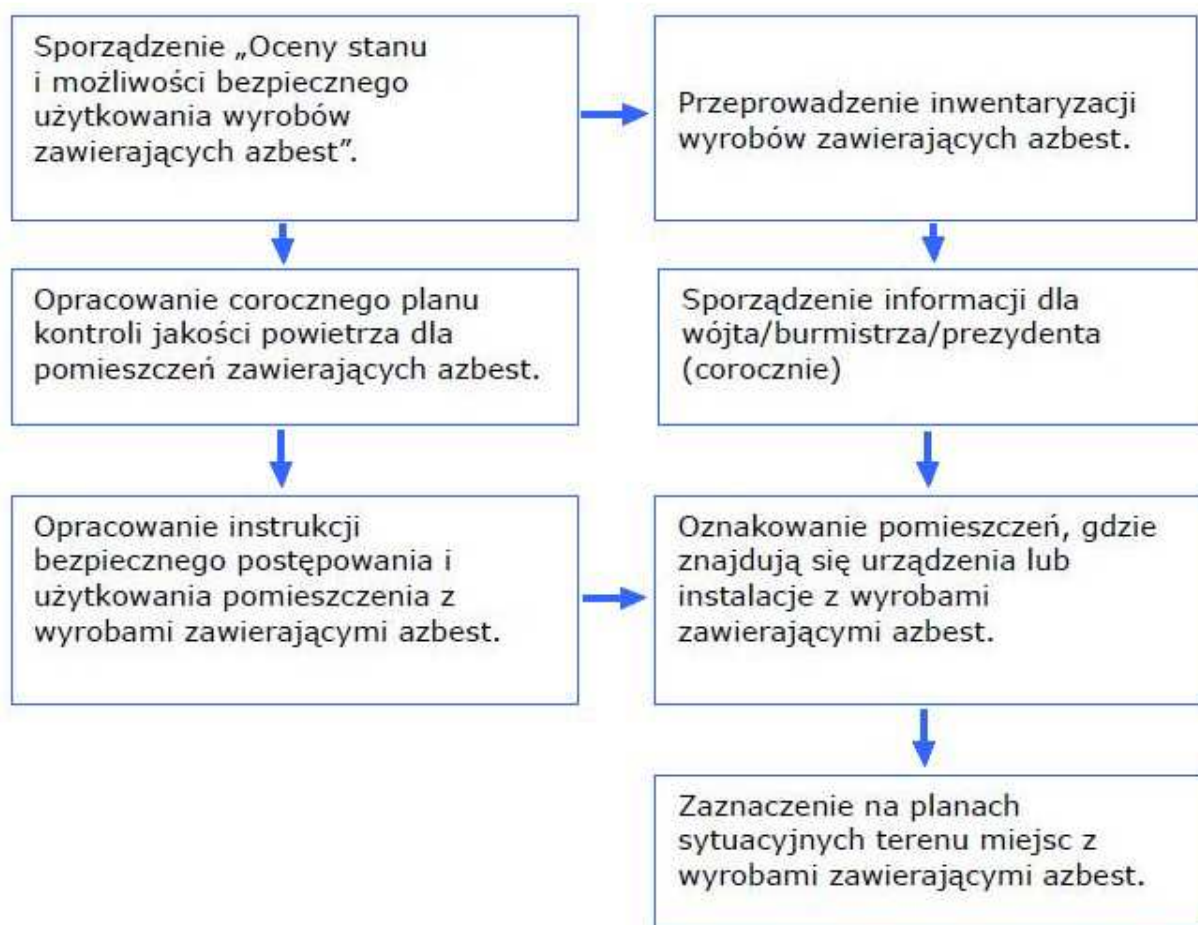 Sporządzenie „Oceny stanu
i możliwości bezpiecznego
użytkowania wyrobów
zawierających azbest”.
Przeprowadzenie inwentaryzacji
wyrobów zawierających azbest.
Opracowanie corocznego planu
kontroli jakości powietrza dla
pomieszczeń zawierających azbest.
Sporządzenie informacji dla
wójta/burmistrza/prezydenta
(corocznie)
Opracowanie instrukcji
bezpiecznego postępowania i
użytkowania pomieszczenia z
wyrobami zawierającymi azbest.
Oznakowanie pomieszczeń, gdzie
znajdują się urządzenia lub
instalacje z wyrobami
zawierającymi azbest.
Zaznaczenie na planach
sytuacyjnych terenu miejsc z
wyrobami zawierającymi azbest.